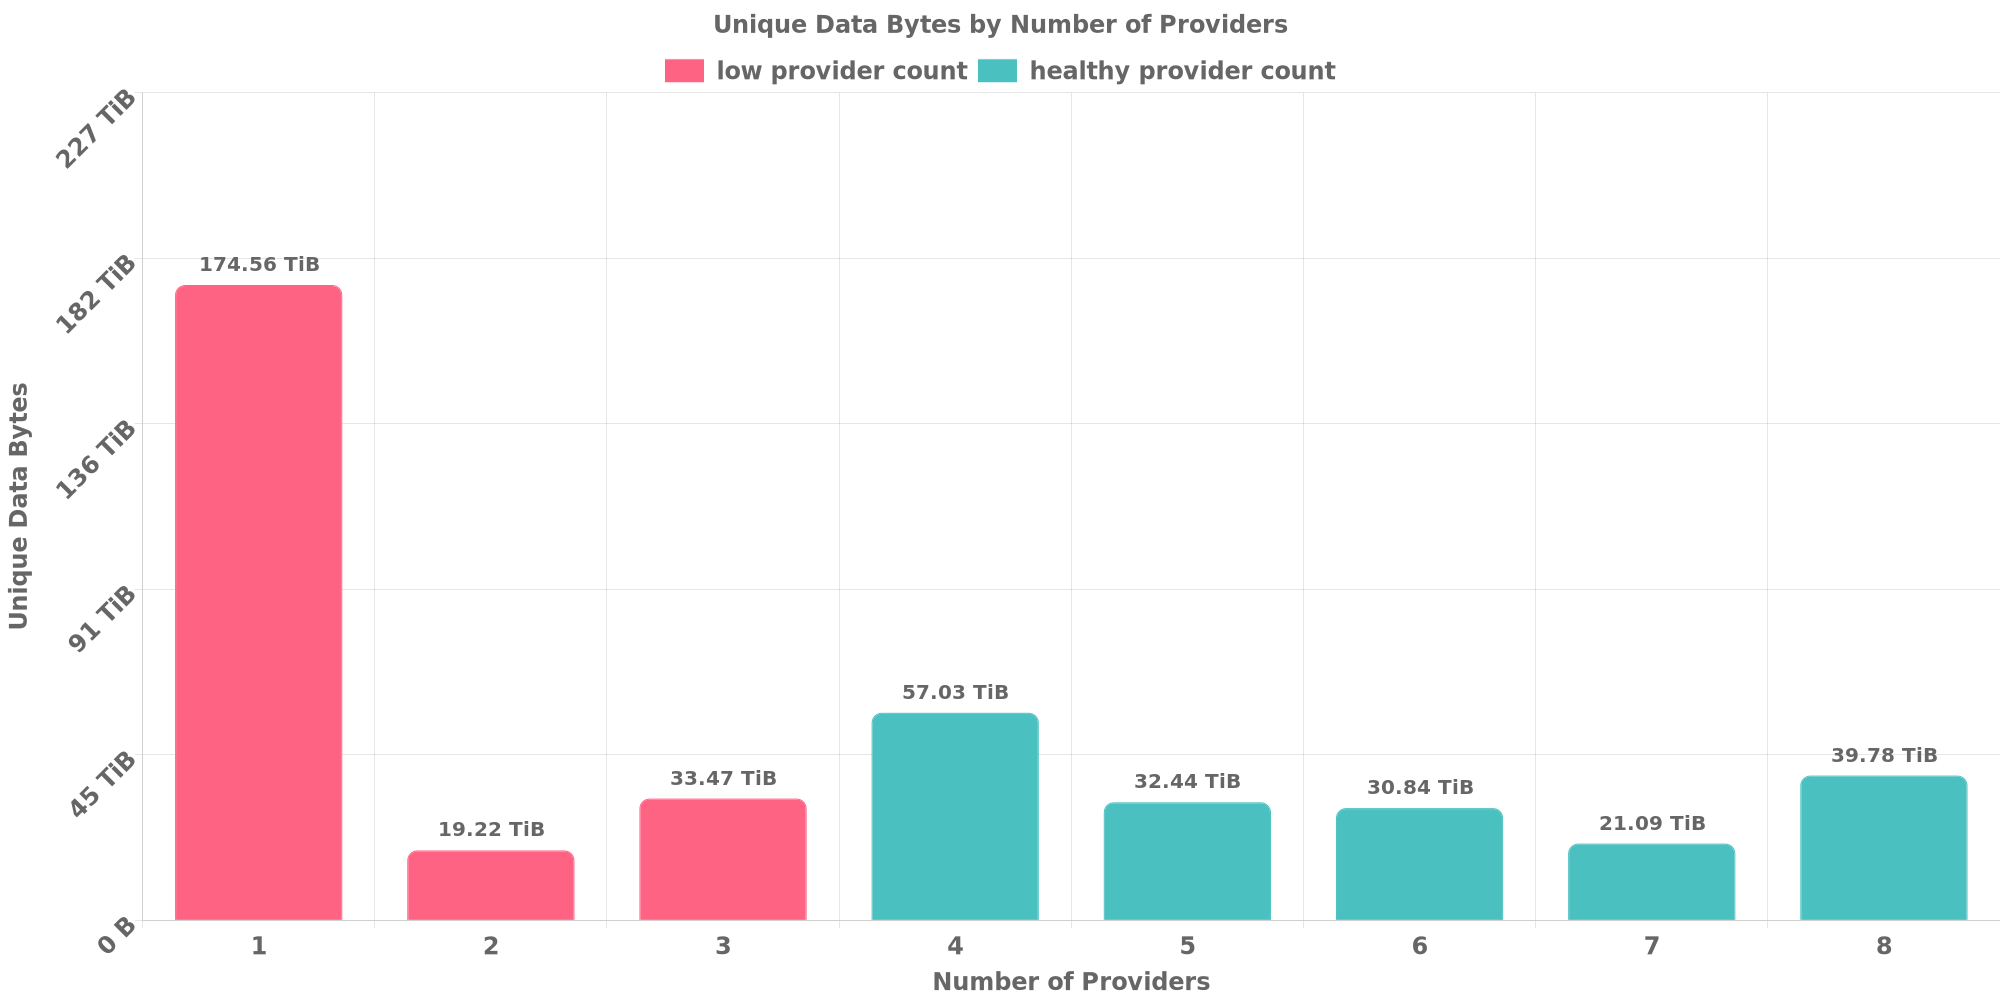 Unique Data Bytes by Number of Providers
low provider count healthy provider count
227 TiB
182 TiB
136 TiB
91 TiB
45 TiB
0 B
Unique Data Bytes
174.56 TiB
19.22 TiB
33.47 TiB
57.03 TiB
32.44 TiB
30.84 TiB
21.09 TiB
39.78 TiB
1 2 3 4 5 6 7 8
Number of Providers